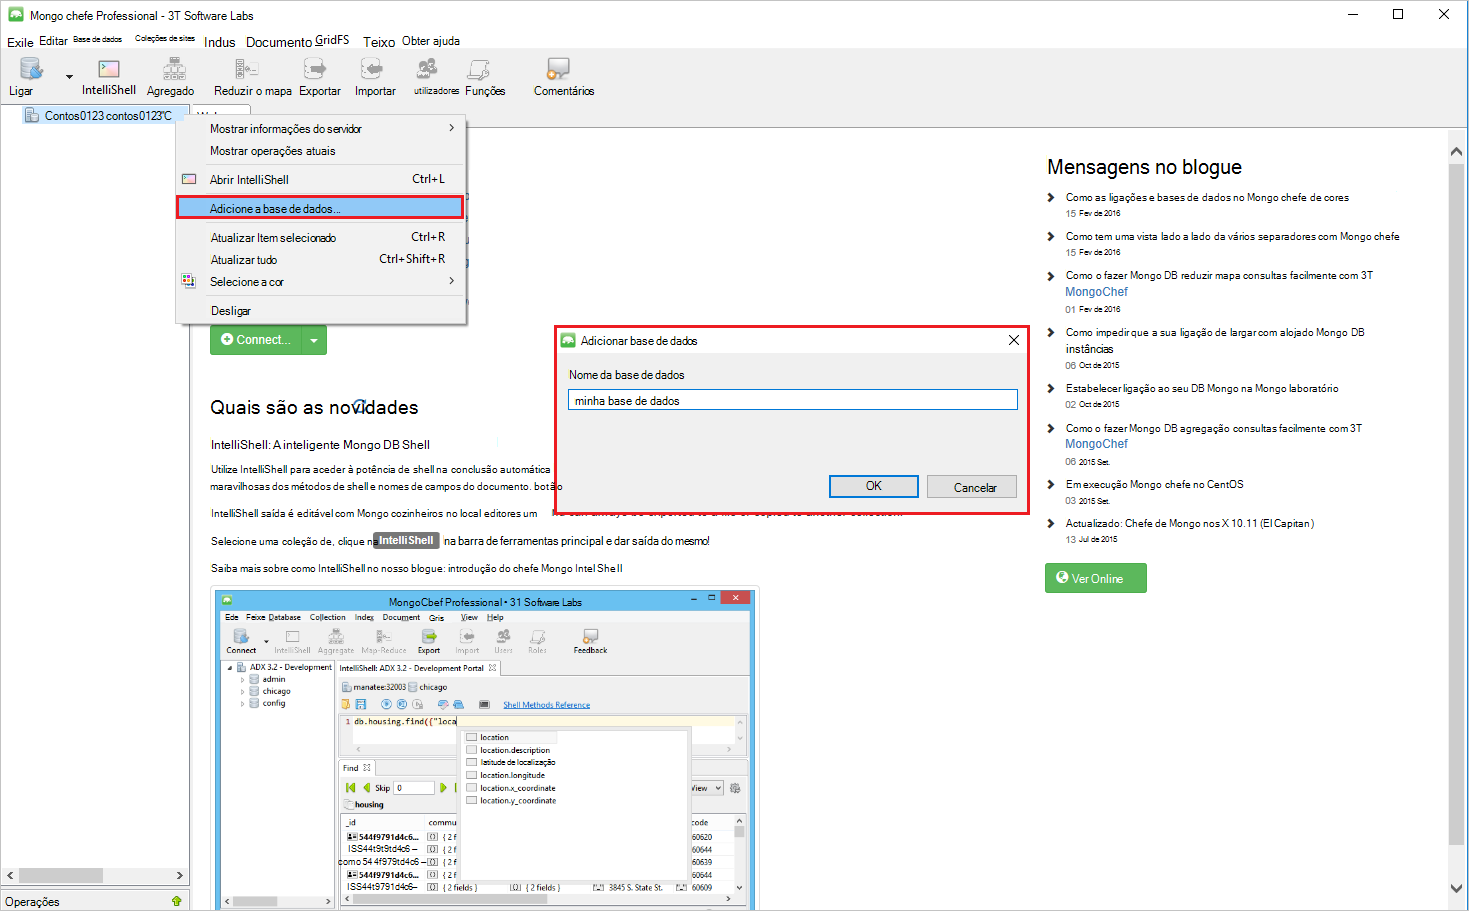 Mongo chefe Professional - 3T Software Labs
Exile Editar Base de dados Coleções de sites Indus Documento GridFS Teixo Obter ajuda
Ligar IntelliShell Agregado Reduzir o mapa Exportar Importar utilizadores Funções Comentários
Contos0123 contos0123"C
Mostrar informações do servidor
Mostrar operações atuais
Abrir IntelliShell Ctrl+L
Adicione a base de dados...
Atualizar Item selecionado Ctrl+R
Atualizar tudo Ctrl+Shift+R
Selecione a cor
Desligar
Connect...
Quais são as novidades
IntelliShell: A inteligente Mongo DB Shell
Utilize IntelliShell para aceder à potência de shell na conclusão automática
maravilhosas dos métodos de shell e nomes de campos do documento. botão
IntelliShell saída é editável com Mongo cozinheiros no local editores um
Selecione uma coleção de, clique na IntelliShell na barra de ferramentas principal e dar saída do mesmo!
Saiba mais sobre como IntelliShell no nosso blogue: introdução do chefe Mongo Intel Shell
Adicionar base de dados
Nome da base de dados
minha base de dados
OK Cancelar
Mensagens no blogue
Como as ligações e bases de dados no Mongo chefe de cores
15 Fev de 2016
Como tem uma vista lado a lado da vários separadores com Mongo chefe
15 Fev de 2016
Como o fazer Mongo DB reduzir mapa consultas facilmente com 3T
MongoChef
01 Fev de 2016
Como impedir que a sua ligação de largar com alojado Mongo DB
instâncias
06 Oct de 2015
Estabelecer ligação ao seu DB Mongo na Mongo laboratório
02 Oct de 2015
Como o fazer Mongo DB agregação consultas facilmente com 3T
MongoChef
06 2015 Set.
Em execução Mongo chefe no CentOS
03 2015 Set.
Actualizado: Chefe de Mongo nos X 10.11 (El Capitan)
13 Jul de 2015
Ver Online
MongoChef Professional • 31 Software Labs
Ede Feixe Database Collection Index Document Gris View Help
Connect IntelliShell Aggregate Map-Reduce Export Import Users Roles Feedback
ADX 3.2 - Development
admin
chicago
config
IntelliShell: ADX 3.2 - Development Portal
manatee:32003 chicago
Shell Methods Reference
1 db.housing.find({"loca
location
location.description
latitude de localização
location.longitude
location.x_coordinate
location.y_coordinate
Find
Skip 0 View
housing
_id commu code
544f9791d4c6... { 2 f 60620
ISS44t9t9td4c6 – { 2 f 60644
como 54 4f979td4c6 – { 2 f 60639
544f9791d4c6... { 2 f 60644
ISS44t9791d4c6– { 2 fields } { 2 fields } 3845 S. State St. 60609
Operações